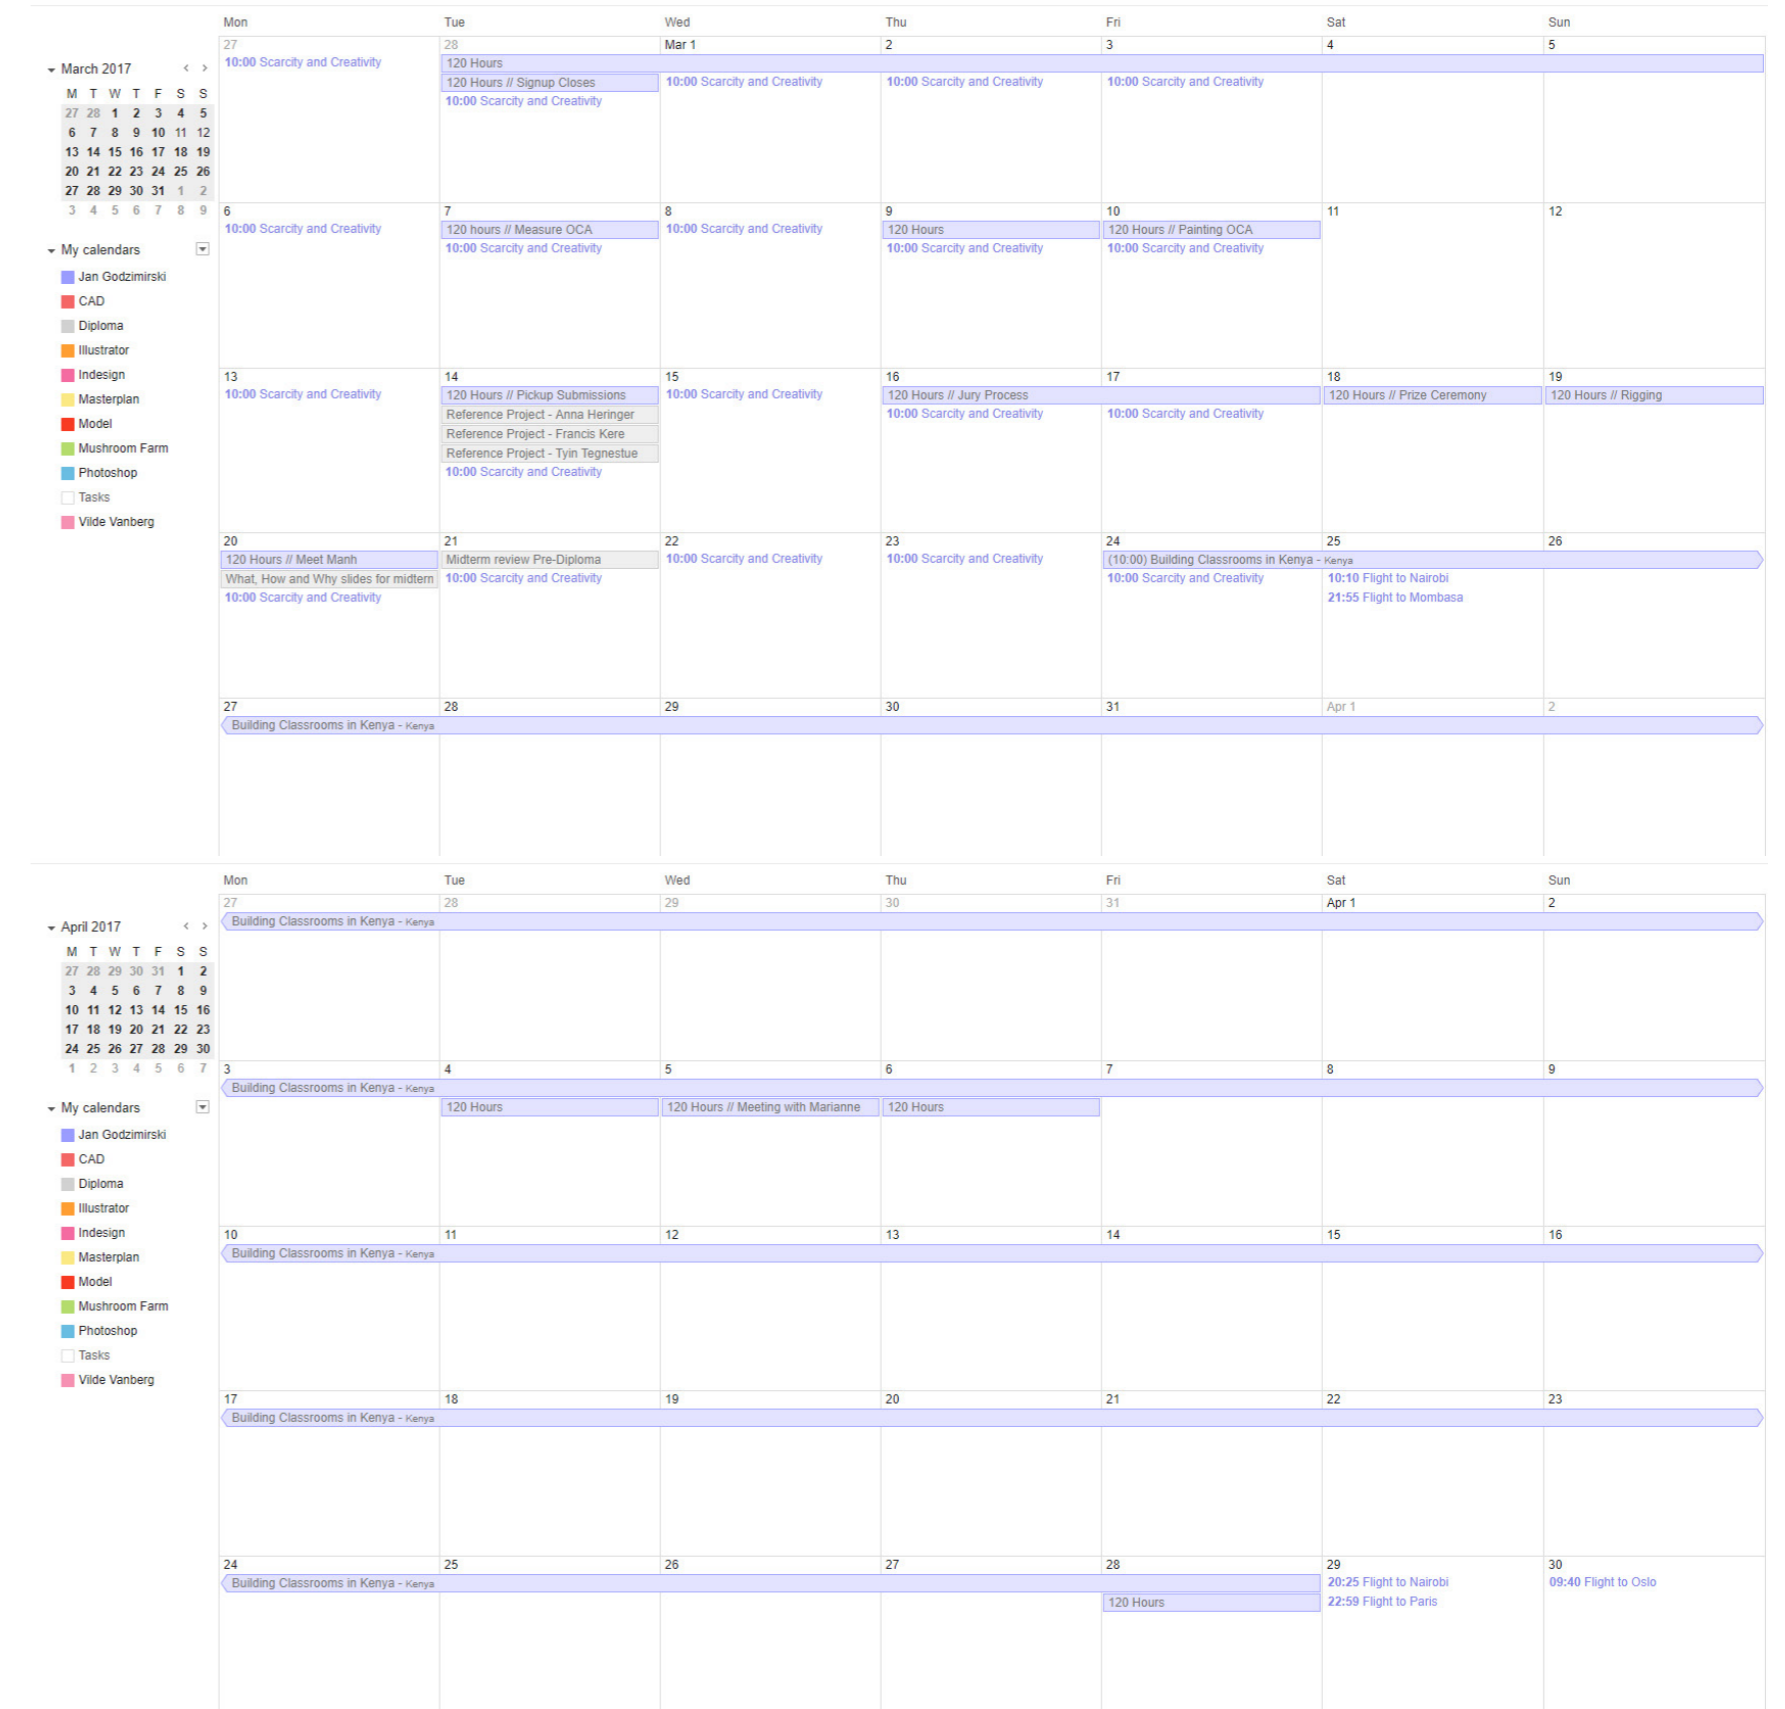 Mon Tue Wed Thu Fri Sat Sun
March 2017 < >
M T W T F S S
27 28 1 2 3 4 5
6 7 8 9 10 11 12
13 14 15 16 17 18 19
20 21 22 23 24 25 26
27 28 29 30 31 1 2
3 4 5 6 7 8 9
My calendars
Jan Godzimirski
CAD
Diploma
Illustrator
Indesign
Masterplan
Model
Mushroom Farm
Photoshop
Tasks
Vilde Vanberg
27 28 Mar 1 2 3 4 5
10:00 Scarcity and Creativity 120 Hours
120 Hours // Signup Closes 10:00 Scarcity and Creativity 10:00 Scarcity and Creativity 10:00 Scarcity and Creativity
10:00 Scarcity and Creativity
6 7 8 9 10 11 12
10:00 Scarcity and Creativity 120 hours // Measure OCA 10:00 Scarcity and Creativity 120 Hours 120 Hours // Painting OCA
10:00 Scarcity and Creativity 10:00 Scarcity and Creativity 10:00 Scarcity and Creativity
13 14 15 16 17 18 19
10:00 Scarcity and Creativity 120 Hours // Pickup Submissions 10:00 Scarcity and Creativity 120 Hours // Jury Process 120 Hours // Prize Ceremony 120 Hours // Rigging
Reference Project - Anna Heringer 10:00 Scarcity and Creativity 10:00 Scarcity and Creativity
Reference Project - Francis Kere
Reference Project - Tyin Tegnestue
10:00 Scarcity and Creativity
20 21 22 23 24 25 26
120 Hours // Meet Manh Midterm review Pre-Diploma 10:00 Scarcity and Creativity 10:00 Scarcity and Creativity (10:00) Building Classrooms in Kenya - Kenya
What, How and Why slides for midtern 10:00 Scarcity and Creativity 10:00 Scarcity and Creativity 10:10 Flight to Nairobi
10:00 Scarcity and Creativity 21:55 Flight to Mombasa
27 28 29 30 31 Apr 1 2
Building Classrooms in Kenya - Kenya
Mon Tue Wed Thu Fri Sat Sun
April 2017 < >
M T W T F S S
27 28 29 30 31 1 2
3 4 5 6 7 8 9
10 11 12 13 14 15 16
17 18 19 20 21 22 23
24 25 26 27 28 29 30
1 2 3 4 5 6 7
My calendars
Jan Godzimirski
CAD
Diploma
Illustrator
Indesign
Masterplan
Model
Mushroom Farm
Photoshop
Tasks
Vilde Vanberg
27 28 29 30 31 Apr 1 2
Building Classrooms in Kenya - Kenya
3 4 5 6 7 8 9
Building Classrooms in Kenya - Kenya
120 Hours 120 Hours // Meeting with Marianne 120 Hours
10 11 12 13 14 15 16
Building Classrooms in Kenya - Kenya
17 18 19 20 21 22 23
Building Classrooms in Kenya - Kenya
24 25 26 27 28 29 30
Building Classrooms in Kenya - Kenya 20:25 Flight to Nairobi 09:40 Flight to Oslo
120 Hours 22:59 Flight to Paris